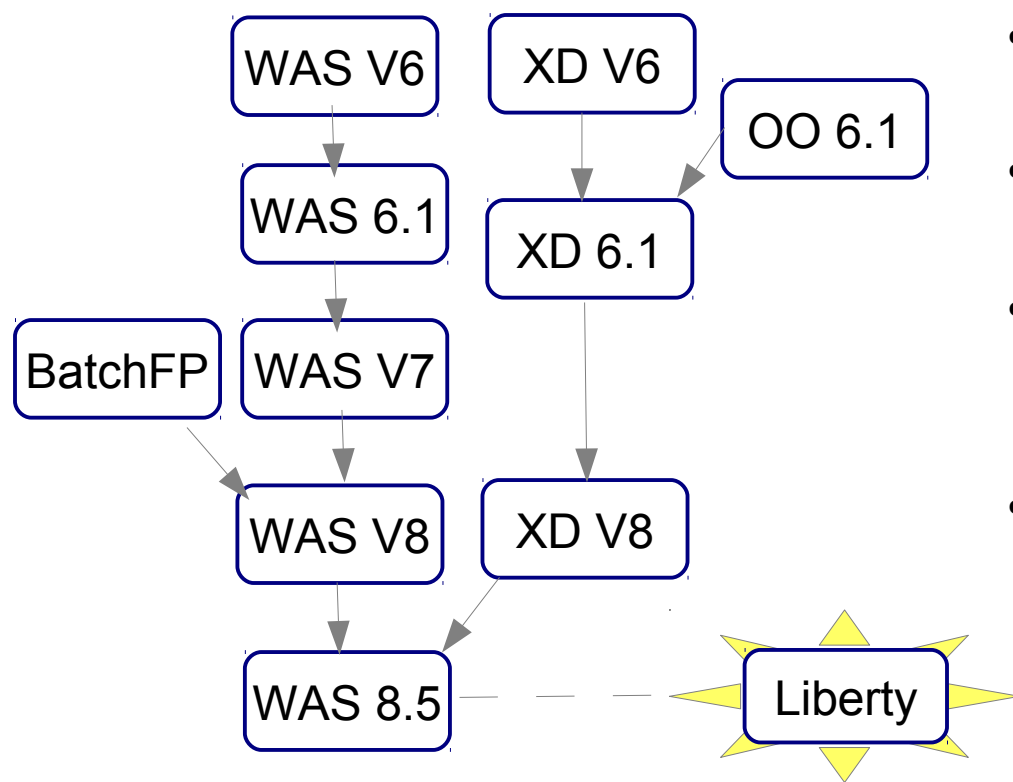 WAS V6
XD V6
OO 6.1
WAS 6.1
XD 6.1
BatchFP
WAS V7
WAS V8
XD V8
WAS 8.5
Liberty